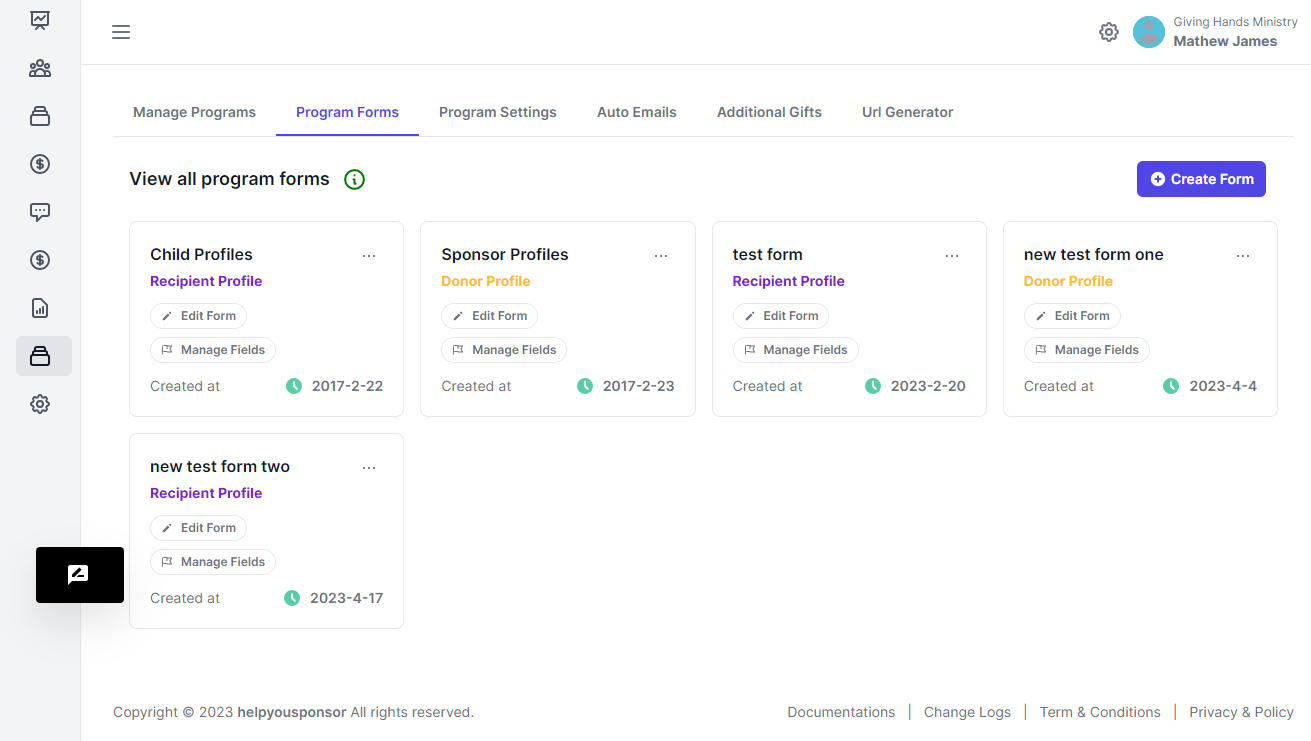 Giving Hands Ministry
Mathew James
Manage Programs Program Forms Program Settings Auto Emails Additional Gifts Url Generator
View all program forms
Create Form
Child Profiles ...
Recipient Profile
Edit Form
Manage Fields
Created at 2017-2-22
Sponsor Profiles ...
Donor Profile
Edit Form
Manage Fields
Created at 2017-2-23
test form ...
Recipient Profile
Edit Form
Manage Fields
Created at 2023-2-20
new test form one ...
Donor Profile
Edit Form
Manage Fields
Created at 2023-4-4
new test form two ...
Recipient Profile
Edit Form
Manage Fields
Created at 2023-4-17
Copyright © 2023 helpyousponsor All rights reserved.
Documentations | Change Logs | Term & Conditions | Privacy & Policy